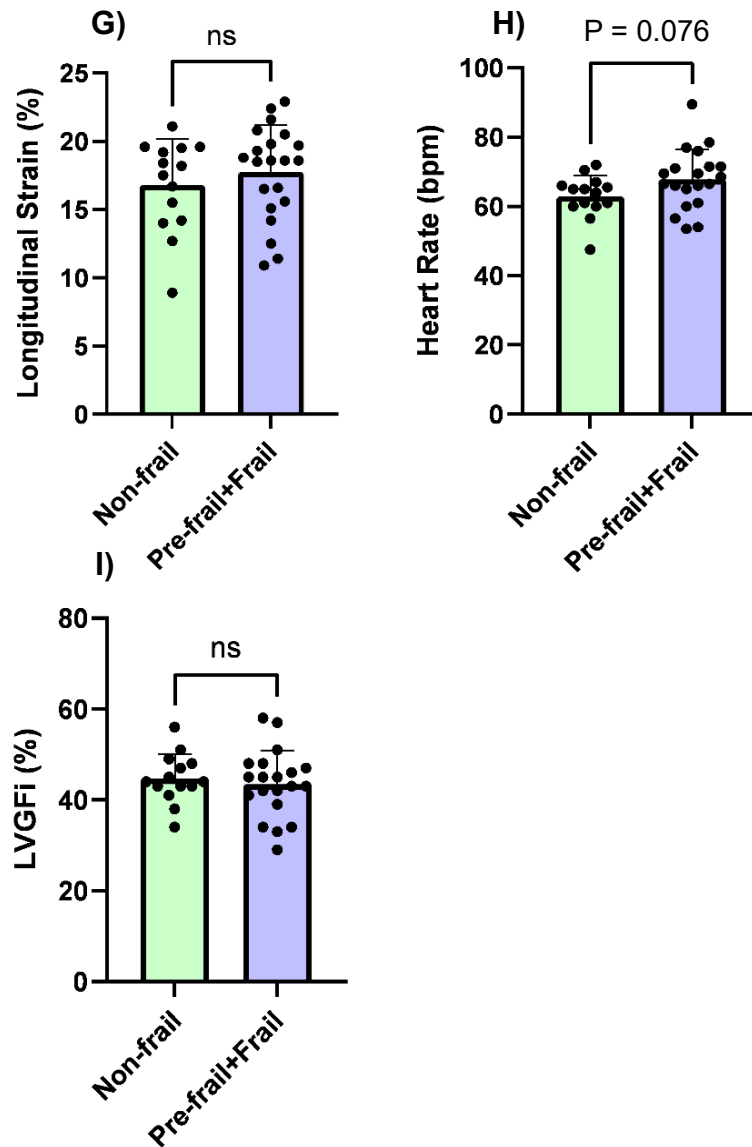 G)
ns
Longitudinal Strain (%)
25
20
15
10
5
0
Non-frail
Pre-frail+Frail
H)
P = 0.076
Heart Rate (bpm)
100
80
60
40
20
0
Non-frail
Pre-frail+Frail
I)
ns
LVGFi (%)
80
60
40
20
0
Non-frail
Pre-frail+Frail